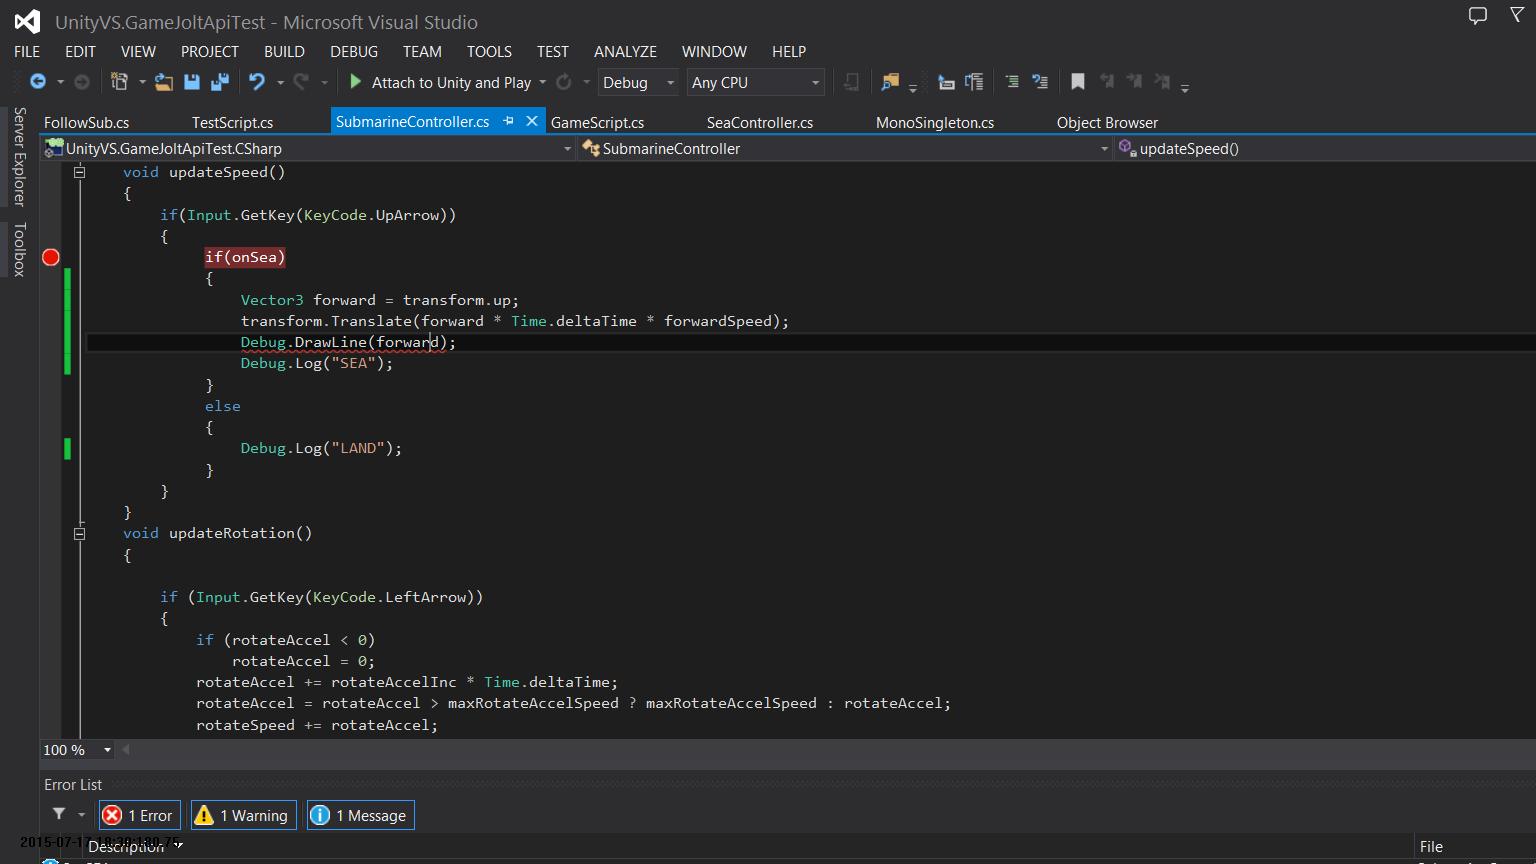 UnityVS.GameJoltApiTest - Microsoft Visual Studio
FILE EDIT VIEW PROJECT BUILD DEBUG TEAM TOOLS TEST ANALYZE WINDOW HELP
Attach to Unity and Play Debug Any CPU
Server Explorer
Toolbox
FollowSub.cs TestScript.cs SubmarineController.cs GameScript.cs SeaController.cs MonoSingleton.cs Object Browser
UnityVS.GameJoltApiTest.CSharp SubmarineController updateSpeed()
void updateSpeed()
{
if(Input.GetKey(KeyCode.UpArrow))
{
if(onSea)
{
Vector3 forward = transform.up;
transform.Translate(forward * Time.deltaTime * forwardSpeed);
Debug.DrawLine(forward);
Debug.Log("SEA");
}
else
{
Debug.Log("LAND");
}
}
}
void updateRotation()
{
if (Input.GetKey(KeyCode.LeftArrow))
{
if (rotateAccel < 0)
rotateAccel = 0;
rotateAccel += rotateAccelInc * Time.deltaTime;
rotateAccel = rotateAccel > maxRotateAccelSpeed ? maxRotateAccelSpeed : rotateAccel;
rotateSpeed += rotateAccel;
100 %
Error List
1 Error 1 Warning 1 Message
Description File